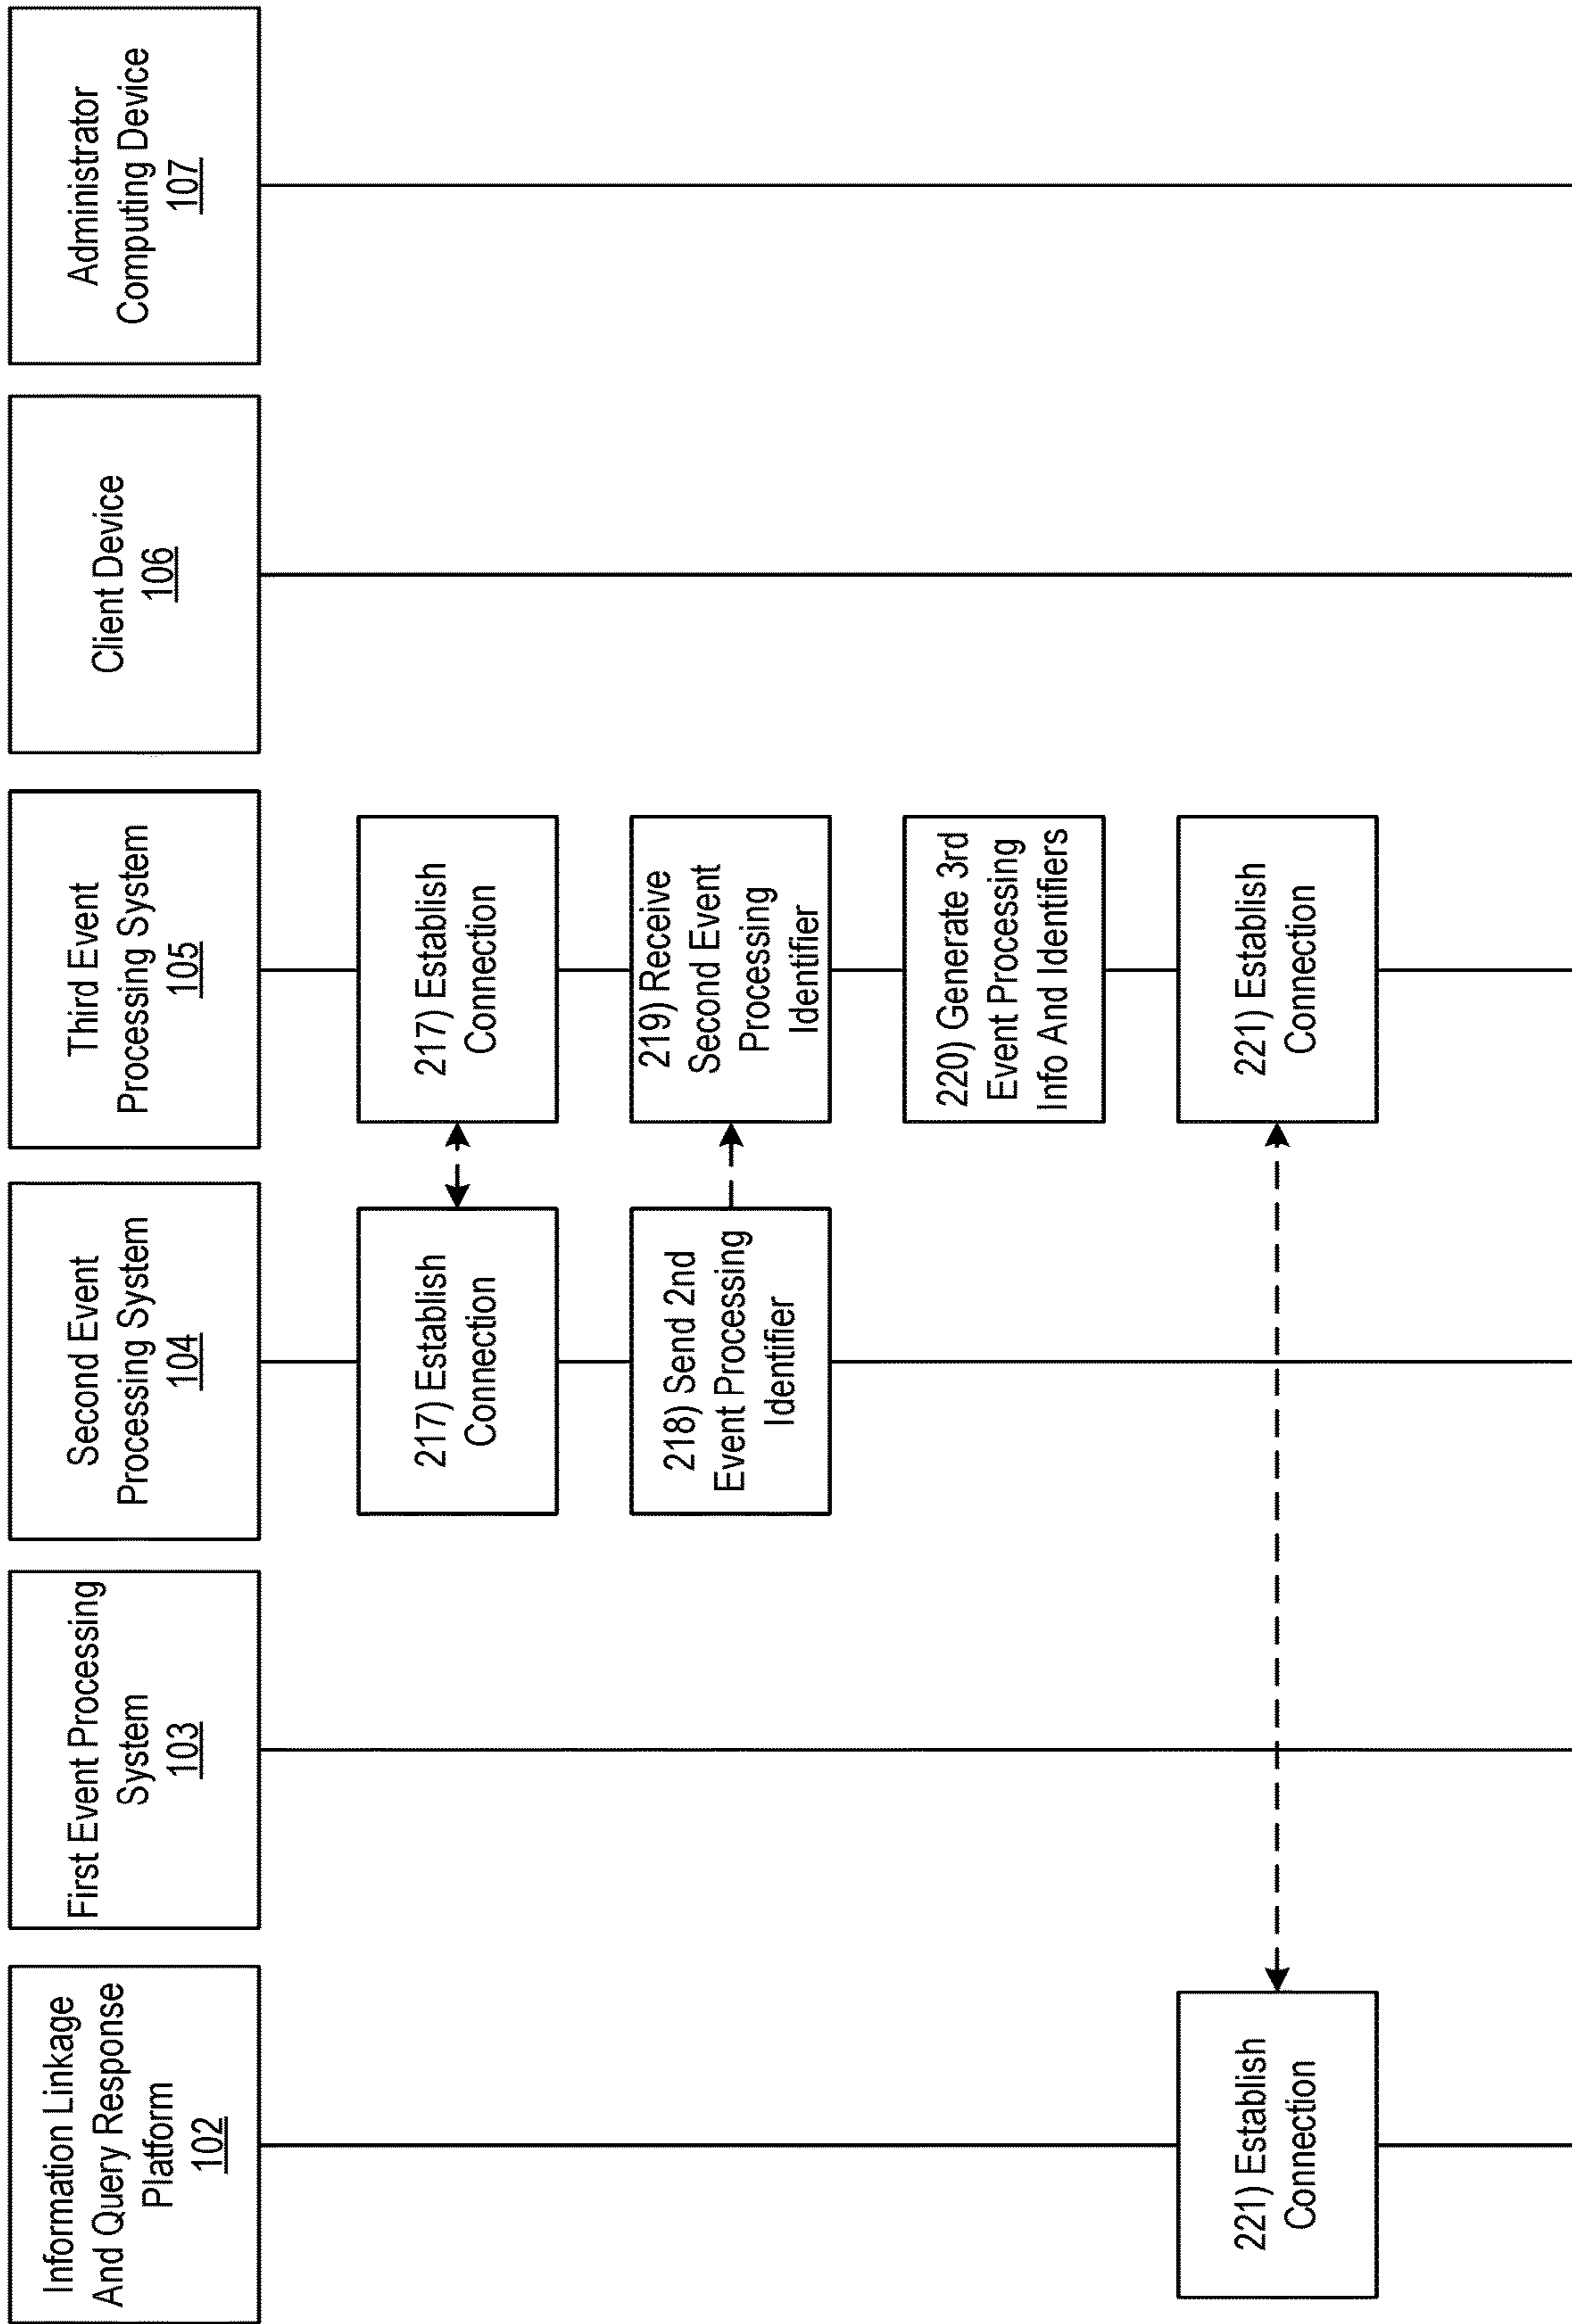 Information Linkage
And Query Response
Platform
102
First Event Processing
System
103
Second Event
Processing System
104
Third Event
Processing System
105
Client Device
106
Administrator
Computing Device
107
217) Establish
Connection
217) Establish
Connection
218) Send 2nd
Event Processing
Identifier
219) Receive
Second Event
Processing
Identifier
220) Generate 3rd
Event Processing
Info And Identifiers
221) Establish
Connection
221) Establish
Connection